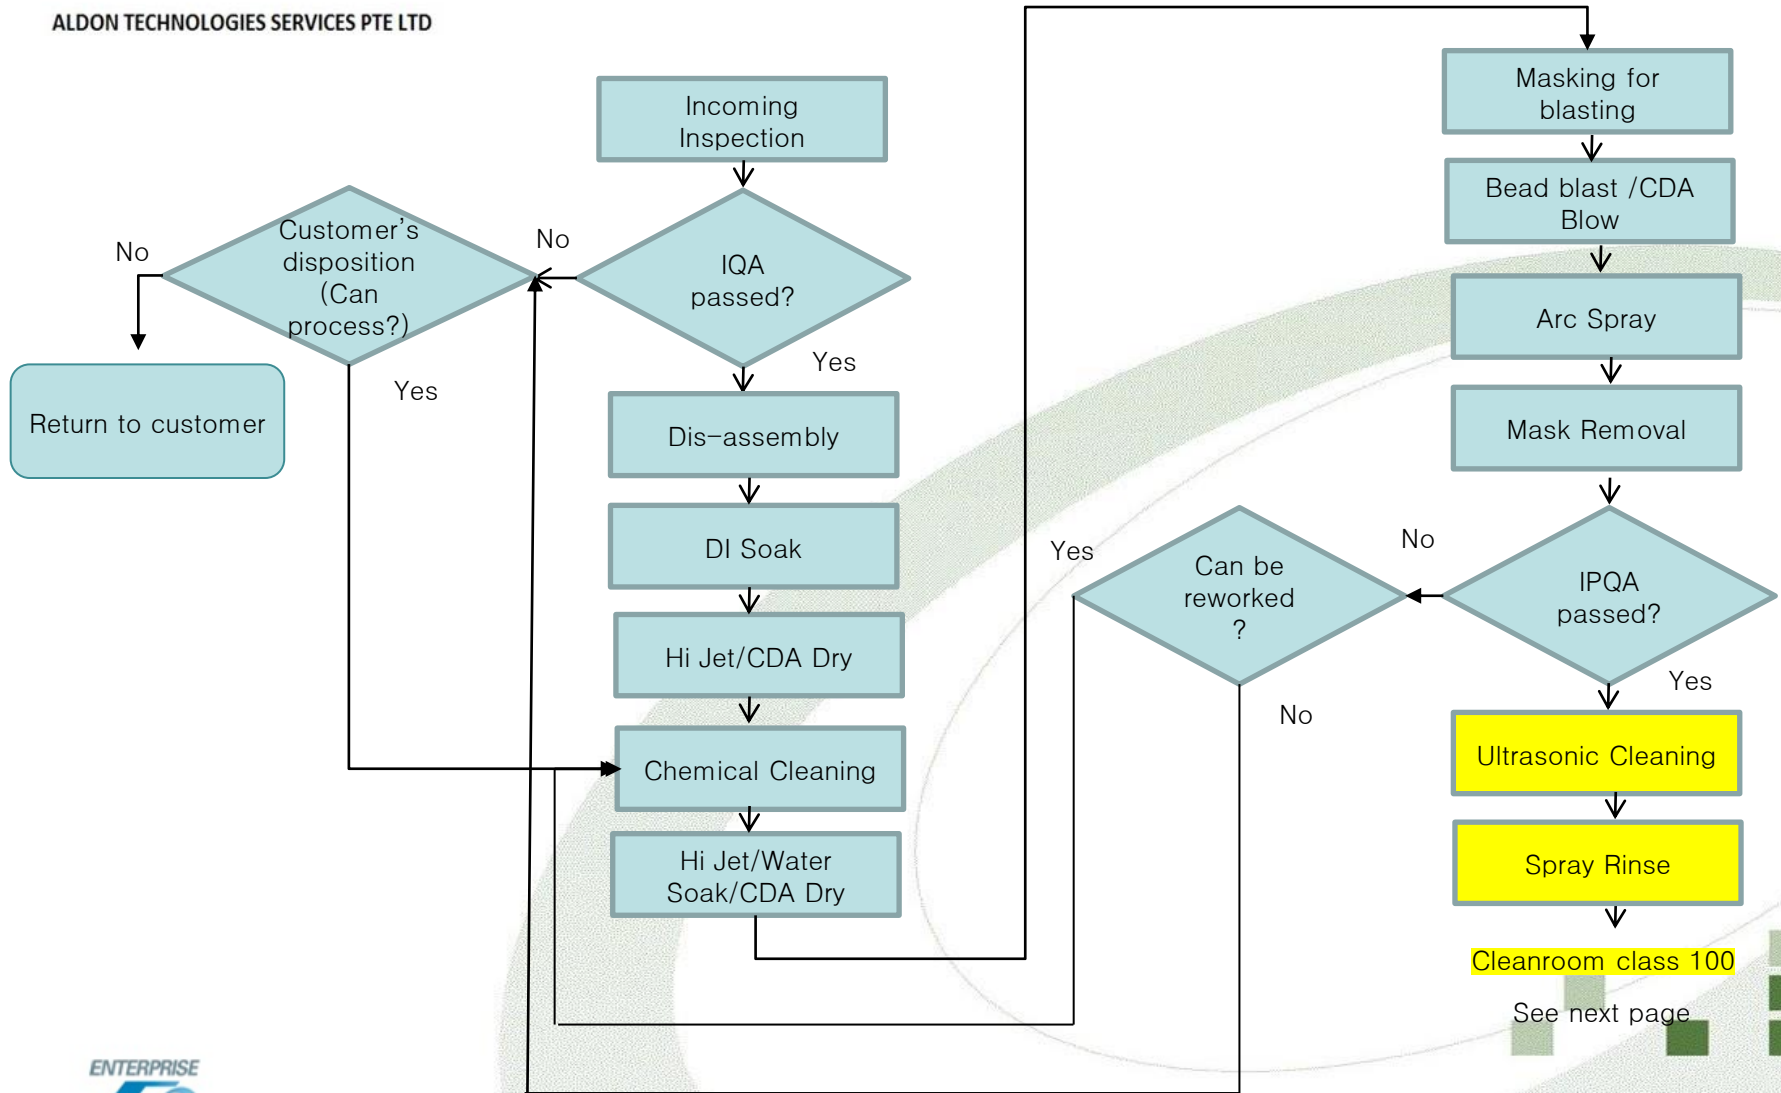 ALDON TECHNOLOGIES SERVICES PTE LTD
Incoming
Inspection
IQA
passed?
No
Yes
Customer's
disposition
(Can
process?)
No
Yes
Return to customer
Dis-assembly
DI Soak
Hi Jet/CDA Dry
Chemical Cleaning
Hi Jet/Water
Soak/CDA Dry
Masking for
blasting
Bead blast /CDA
Blow
Arc Spray
Mask Removal
IPQA
passed?
No
Yes
Can be
reworked
?
Yes
No
Ultrasonic Cleaning
Spray Rinse
Cleanroom class 100
See next page
ENTERPRISE